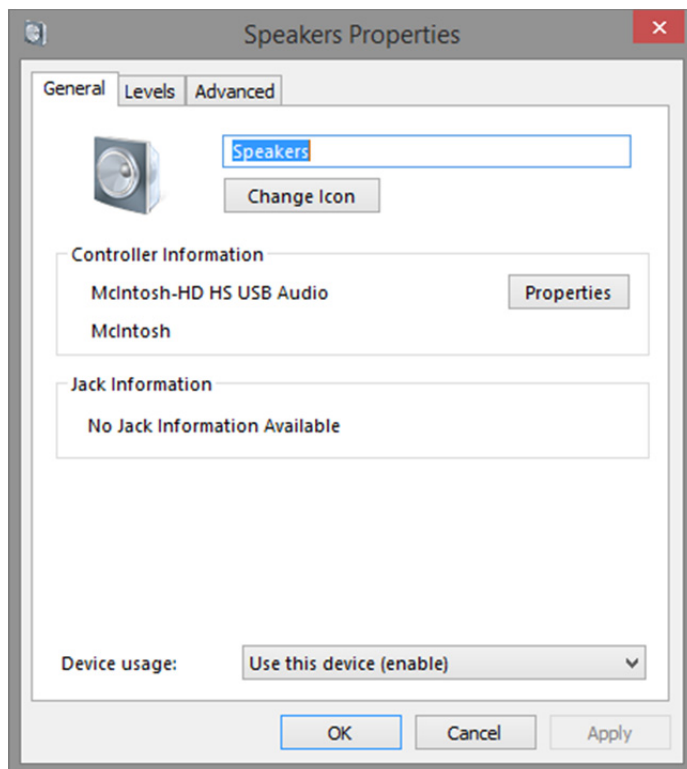 Speakers Properties
General Levels Advanced
Speakers
Change Icon
Controller Information
McIntosh-HD HS USB Audio Properties
McIntosh
Jack Information
No Jack Information Available
Device usage: Use this device (enable)
OK Cancel Apply